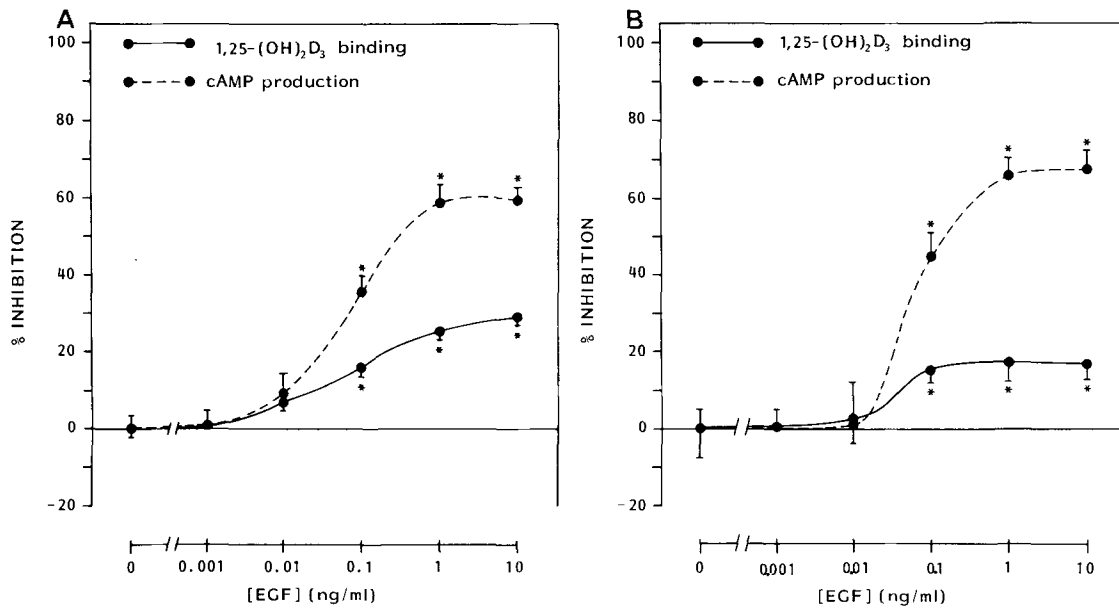 A
1,25-(OH)2D3 binding
cAMP production
100
80
60
40
20
0
-20
% INHIBITION
*
*
*
*
*
*
0 0.001 0.01 0.1 1 10
[EGF] (ng/ml)
B
1,25-(OH)2D3 binding
cAMP production
100
80
60
40
20
0
-20
% INHIBITION
*
*
*
*
*
*
0 0.001 0.01 0.1 1 10
[EGF] (ng/ml)